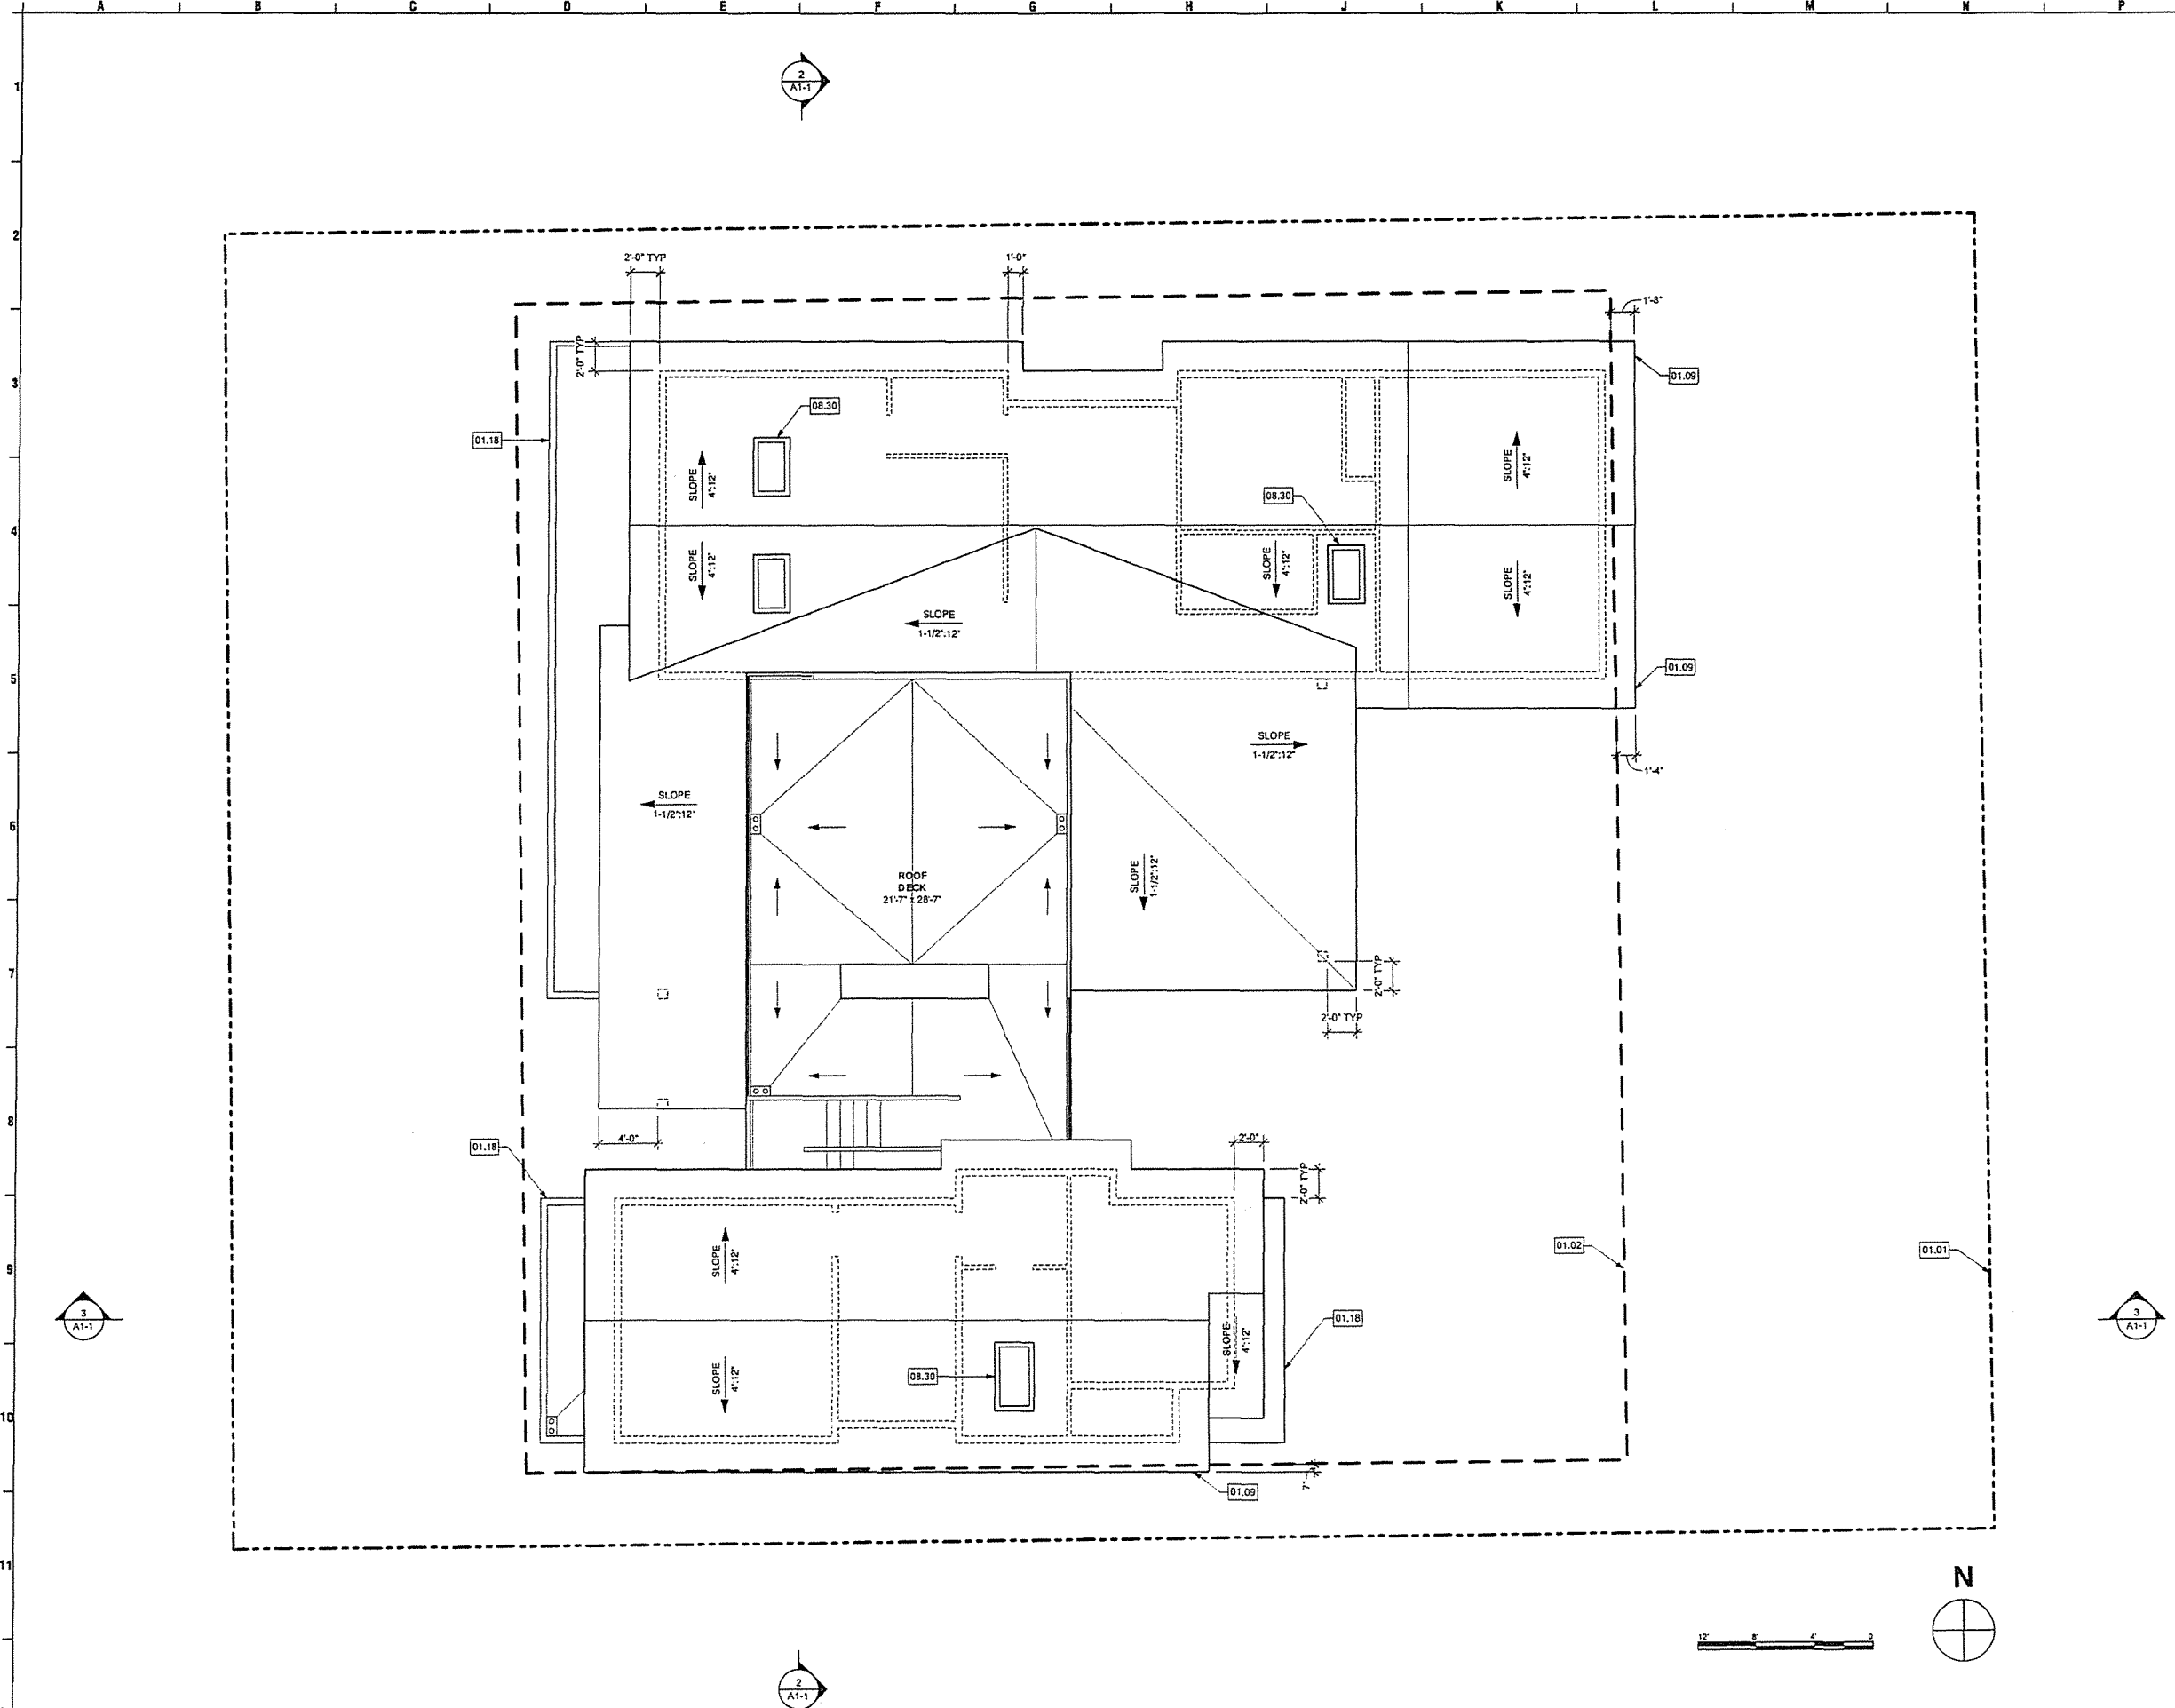 A B C D E F G H J K L M N P
1
2
3
4
5
6
7
8
9
10
11
2
A1-1
2'-0" TYP
1'-0"
1'-8"
2'-0" TYP
01.09
08.30
01.18
SLOPE
4":12"
SLOPE
4":12"
08.30
SLOPE
4":12"
SLOPE
4":12"
SLOPE
4":12"
SLOPE
1-1/2":12"
01.09
SLOPE
1-1/2":12"
1'-4"
SLOPE
1-1/2":12"
SLOPE
1-1/2":12"
ROOF
DECK
21'-7" x 28'-7"
2'-0" TYP
2'-0" TYP
4'-0"
01.18
2'-0"
2'-0" TYP
SLOPE
4":12"
01.02
01.01
3
A1-1
3
A1-1
01.18
SLOPE
4":12"
SLOPE
4":12"
08.30
7"
01.09
N
12' 8' 4' 0
2
A1-1